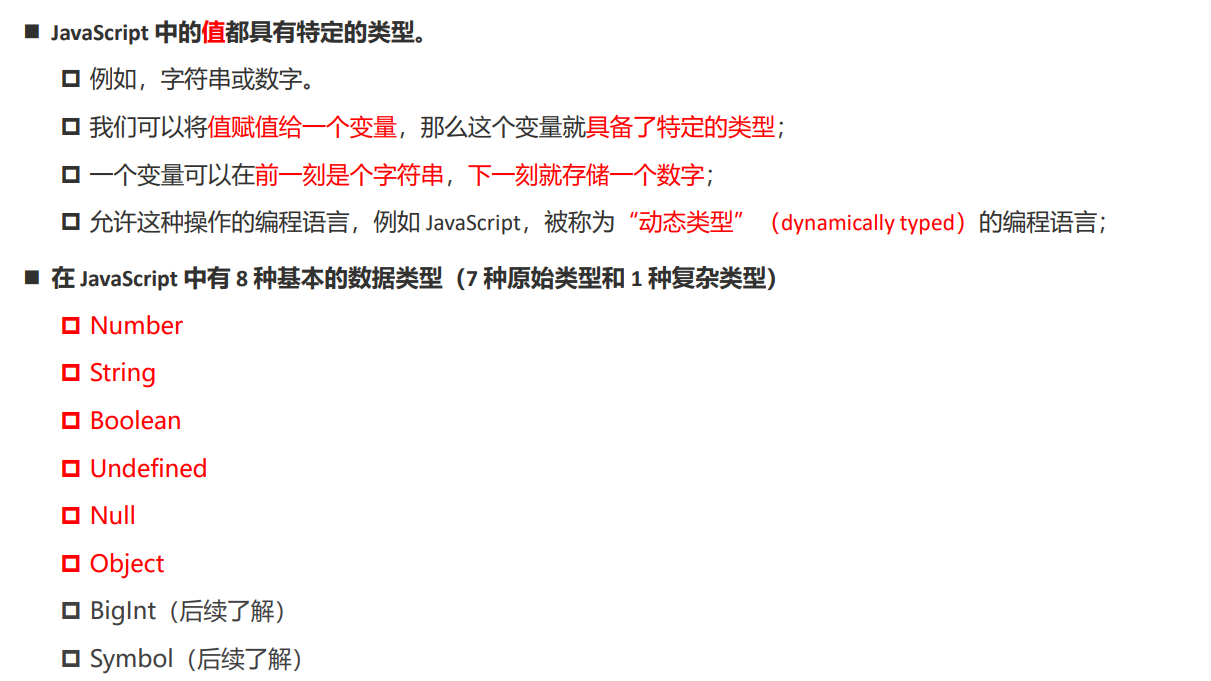 JavaScript 中的值都具有特定的类型。
例如，字符串或数字。
我们可以将值赋值给一个变量，那么这个变量就具备了特定的类型；
一个变量可以在前一刻是个字符串，下一刻就存储一个数字；
允许这种操作的编程语言，例如 JavaScript，被称为“动态类型”（dynamically typed）的编程语言；
在 JavaScript 中有 8 种基本的数据类型（7 种原始类型和 1 种复杂类型）
Number
String
Boolean
Undefined
Null
Object
BigInt（后续了解）
Symbol（后续了解）